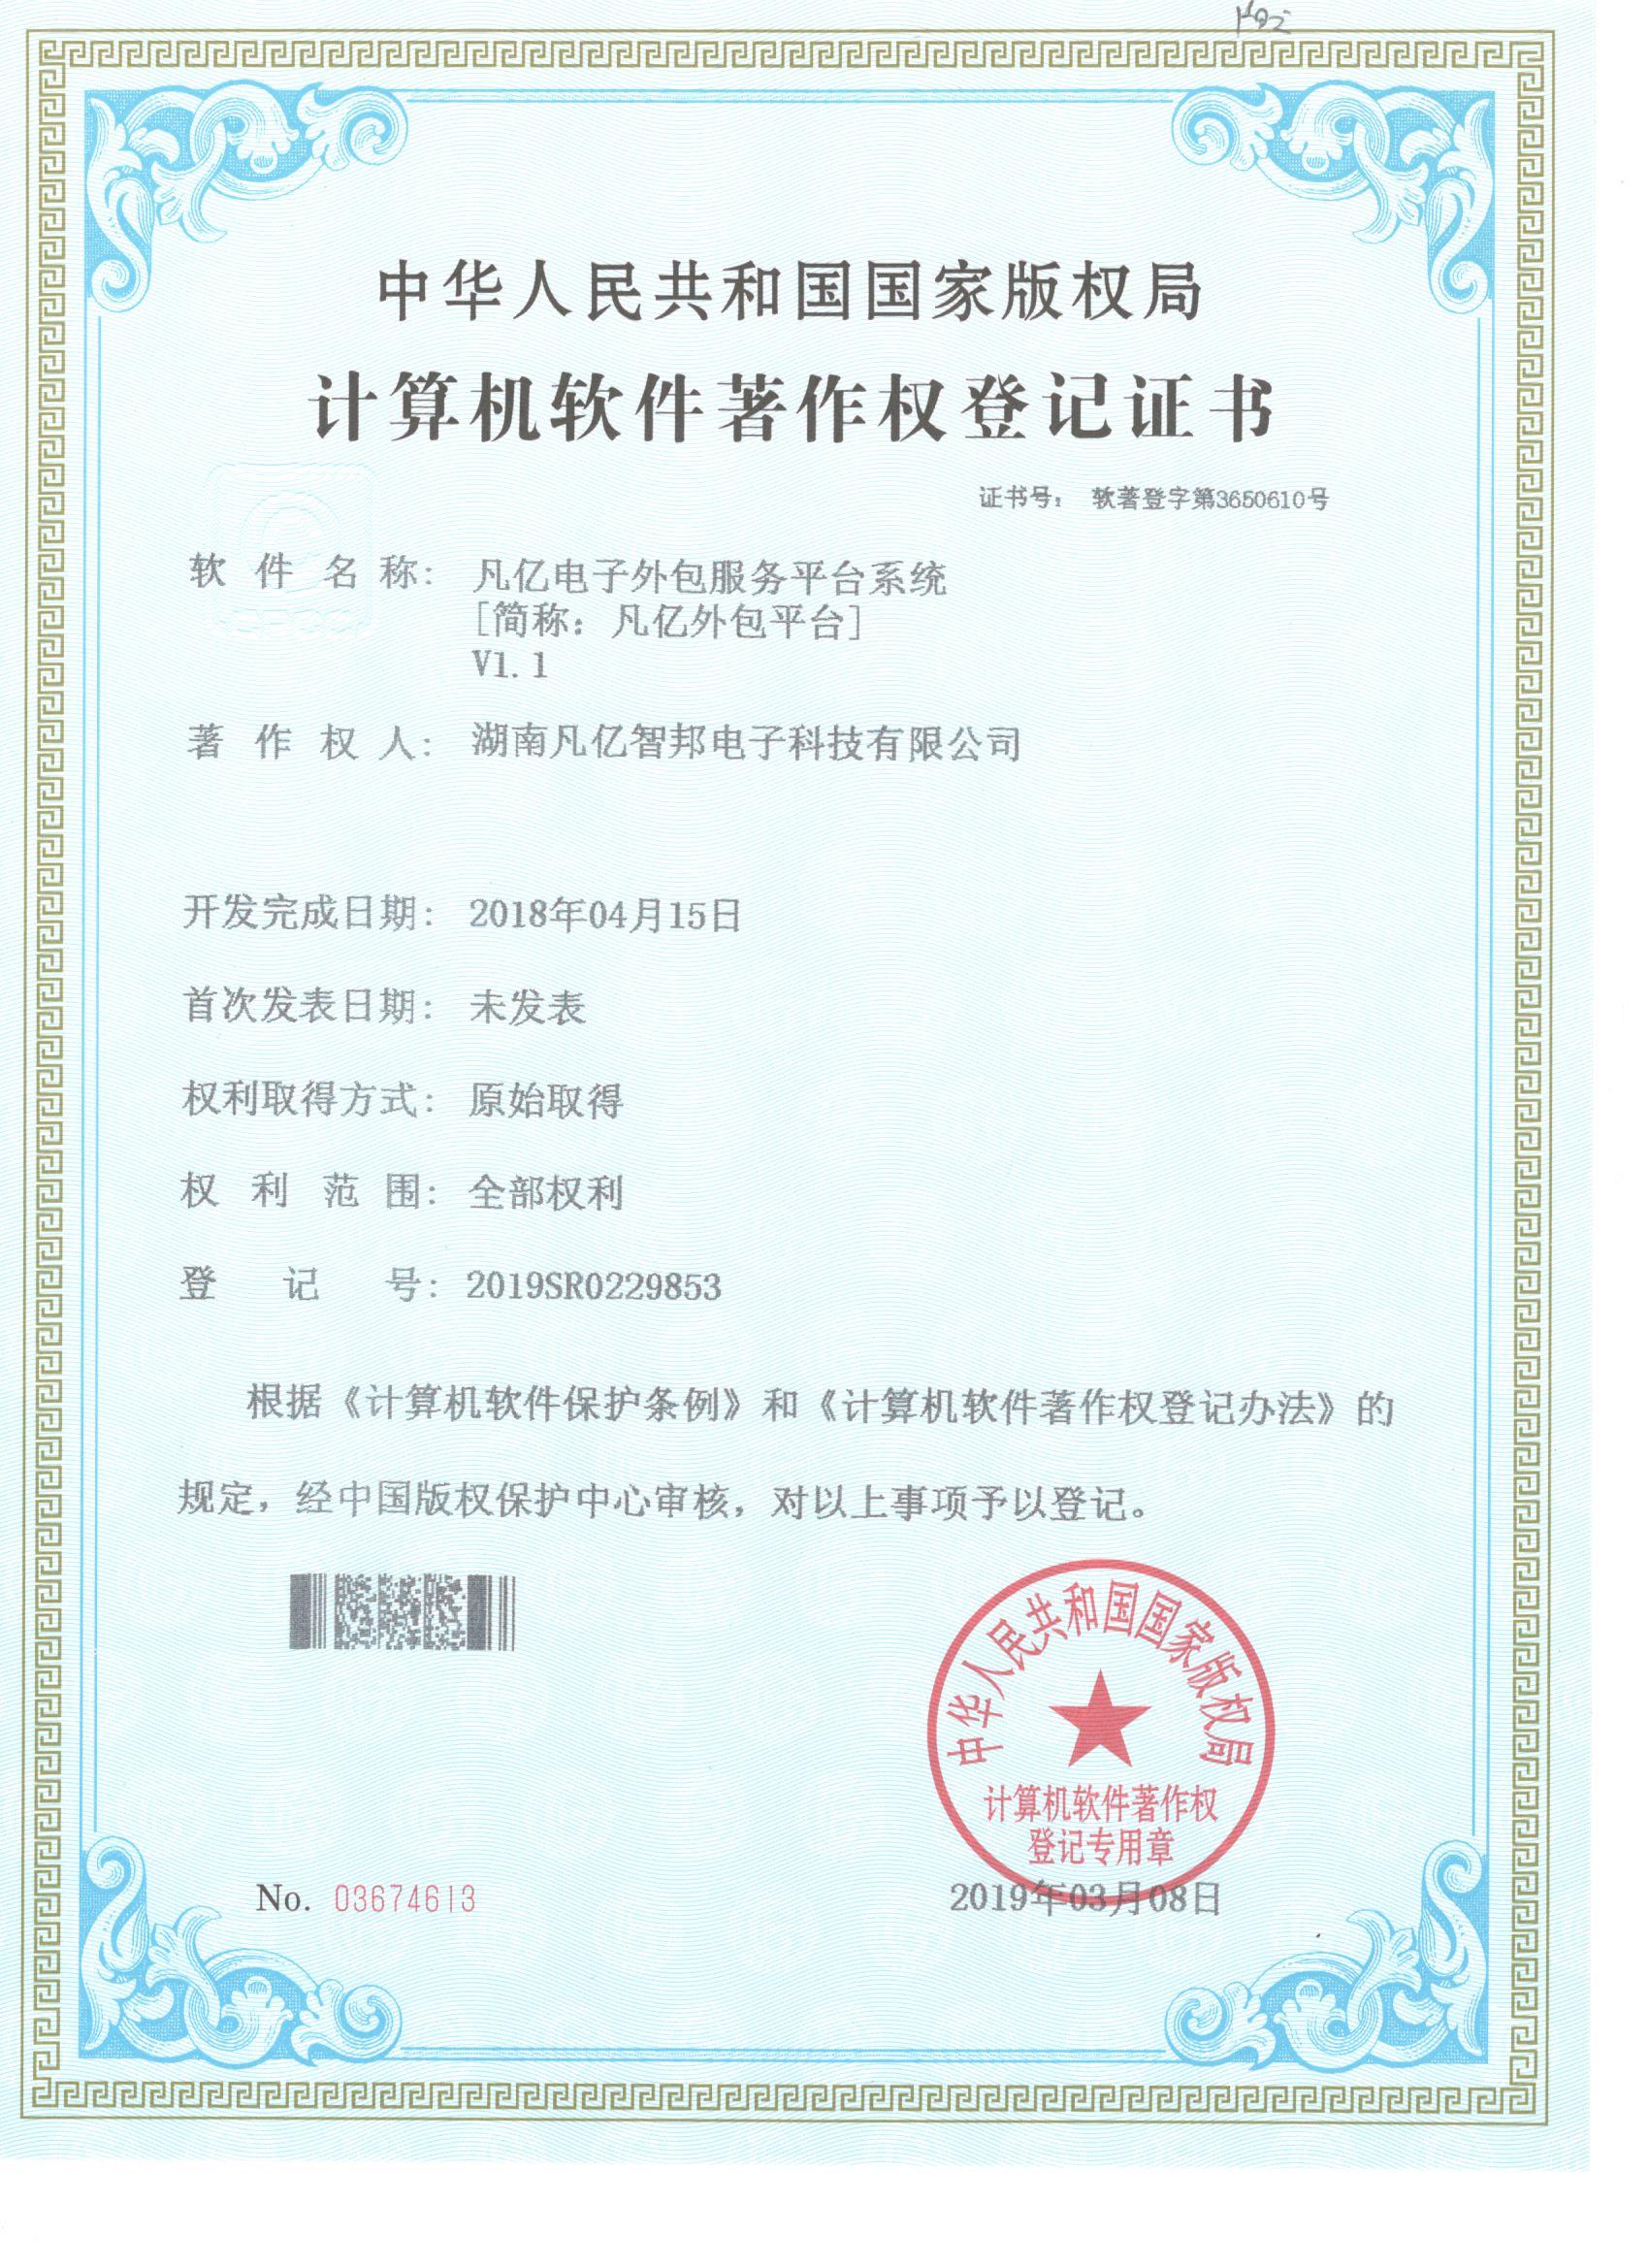 中华人民共和国国家版权局
计算机软件著作权登记证书
证书号： 软著登字第3650610号
软件名称： 凡亿电子外包服务平台系统
[简称：凡亿外包平台]
V1.1
著作权人： 湖南凡亿智邦电子科技有限公司
开发完成日期： 2018年04月15日
首次发表日期： 未发表
权利取得方式： 原始取得
权利范围： 全部权利
登记号： 2019SR0229853
根据《计算机软件保护条例》和《计算机软件著作权登记办法》的
规定，经中国版权保护中心审核，对以上事项予以登记。
中华人民共和国国家版权局
计算机软件著作权
登记专用章
No. 03674613
2019年03月08日